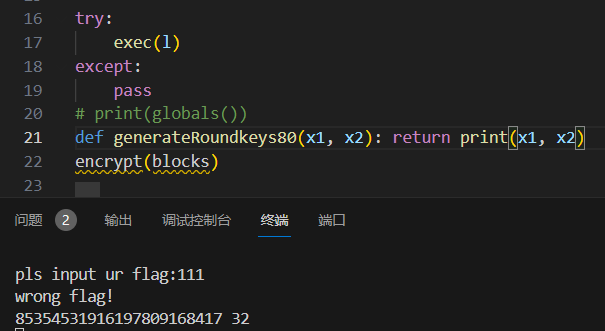 16 try:
17     exec(l)
18 except:
19     pass
20 # print(globals())
21 def generateRoundkeys80(x1, x2): return print(x1, x2)
22 encrypt(blocks)
23
问题 2 输出 调试控制台 终端 端口
pls input ur flag:111
wrong flag!
85354531916197809168417 32